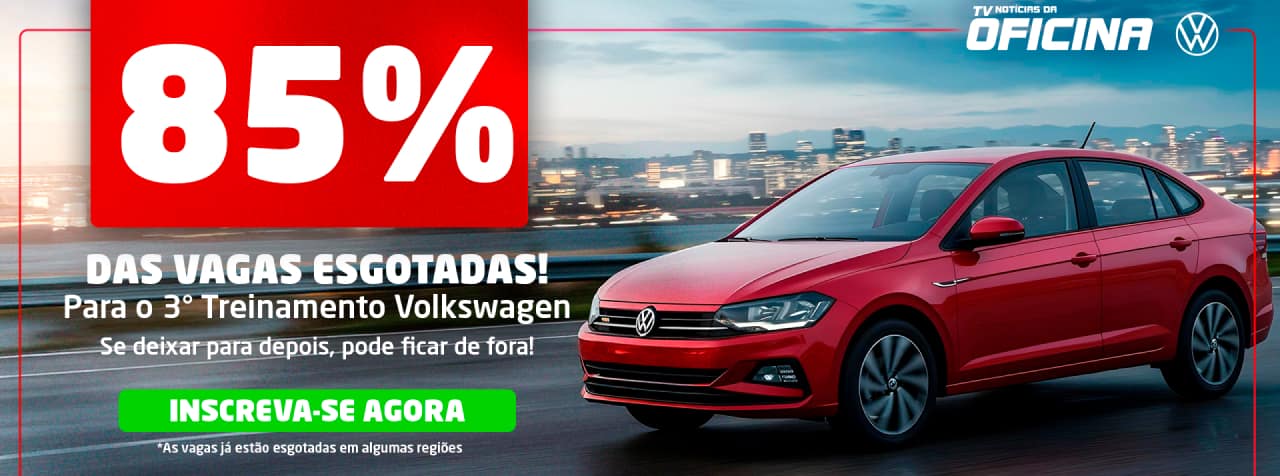 TV NOTÍCIAS DA
OFICINA
85%
DAS VAGAS ESGOTADAS!
Para o 3° Treinamento Volkswagen
Se deixar para depois, pode ficar de fora!
INSCREVA-SE AGORA
*As vagas já estão esgotadas em algumas regiões